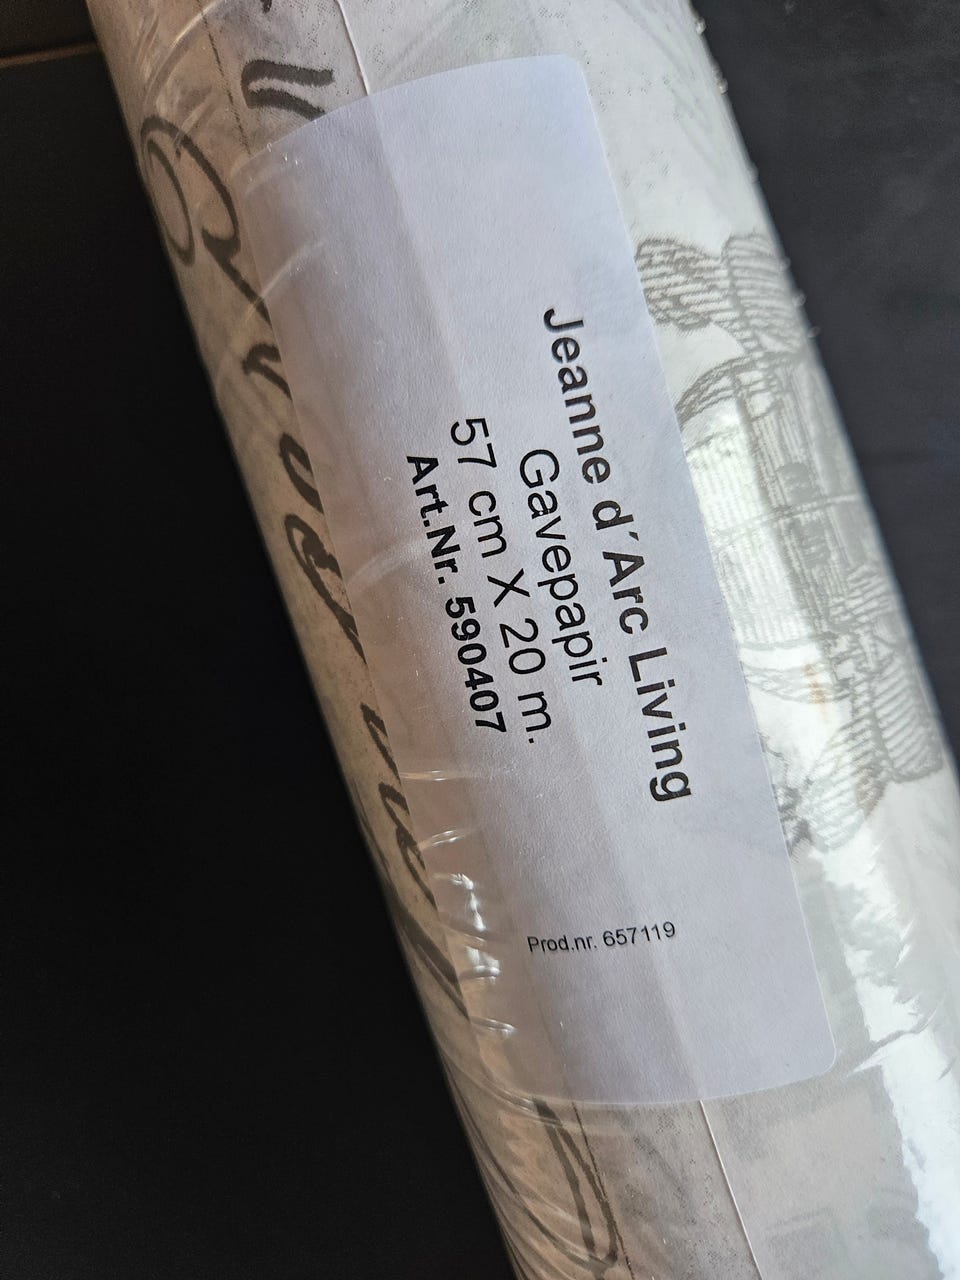 Jeanne d´Arc Living
Gavepapir
57 cm X 20 m.
Art.Nr. 590407
Prod.nr. 657119